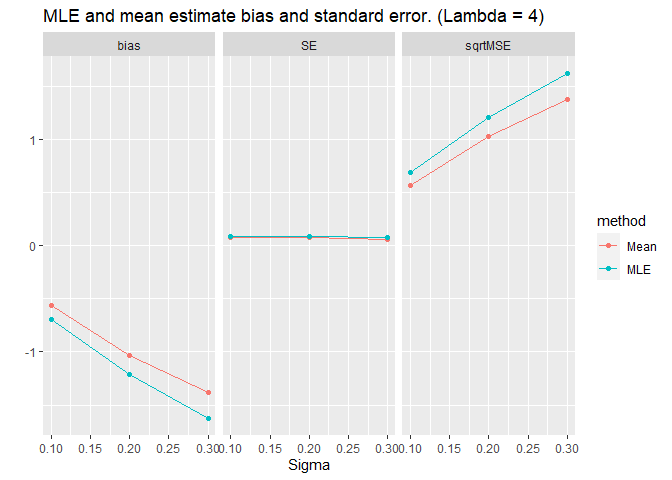 MLE and mean estimate bias and standard error. (Lambda = 4)
bias
SE
sqrtMSE
1
0
-1
0.10 0.15 0.20 0.25 0.30
0.10 0.15 0.20 0.25 0.30
0.10 0.15 0.20 0.25 0.30
Sigma
method
Mean
MLE